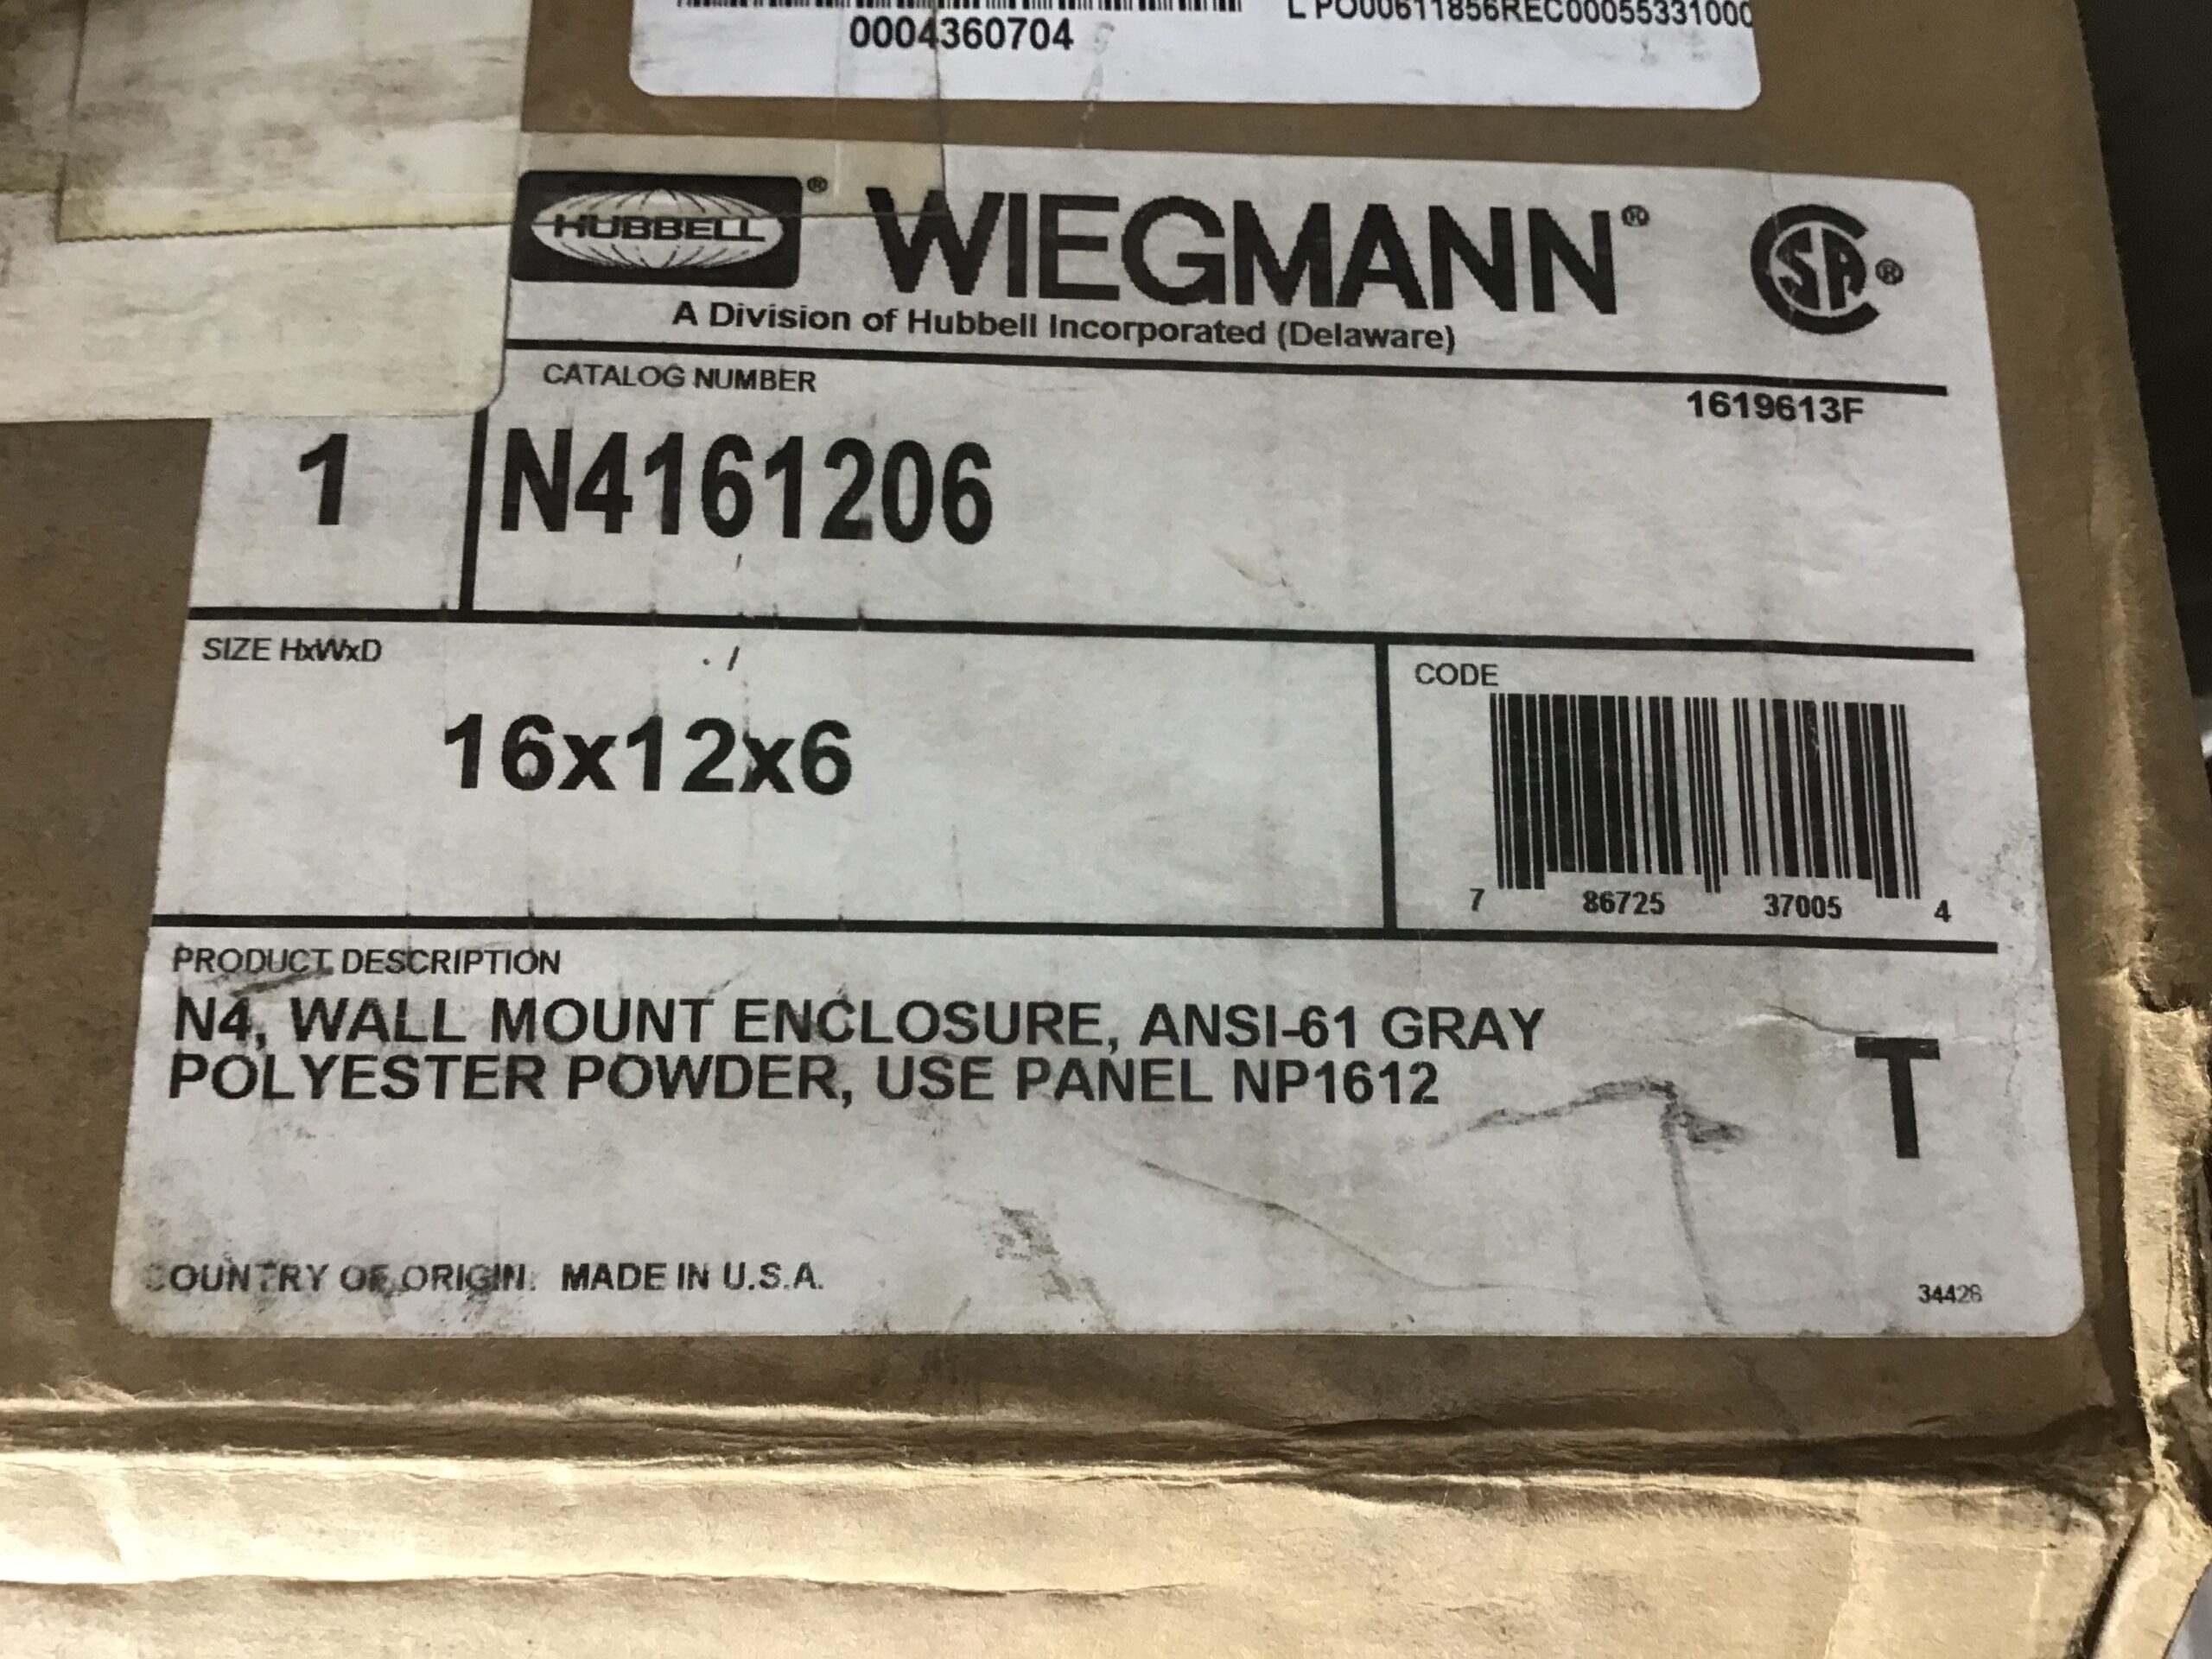 0004360704
L PO00611856REC00055331000
HUBBELL ® WIEGMANN® CSA®
A Division of Hubbell Incorporated (Delaware)
CATALOG NUMBER
1619613F
1 N4161206
SIZE HxWxD
16x12x6
CODE
7 86725 37005 4
PRODUCT DESCRIPTION
N4, WALL MOUNT ENCLOSURE, ANSI-61 GRAY
POLYESTER POWDER, USE PANEL NP1612
T
COUNTRY OF ORIGIN: MADE IN U.S.A.
34426